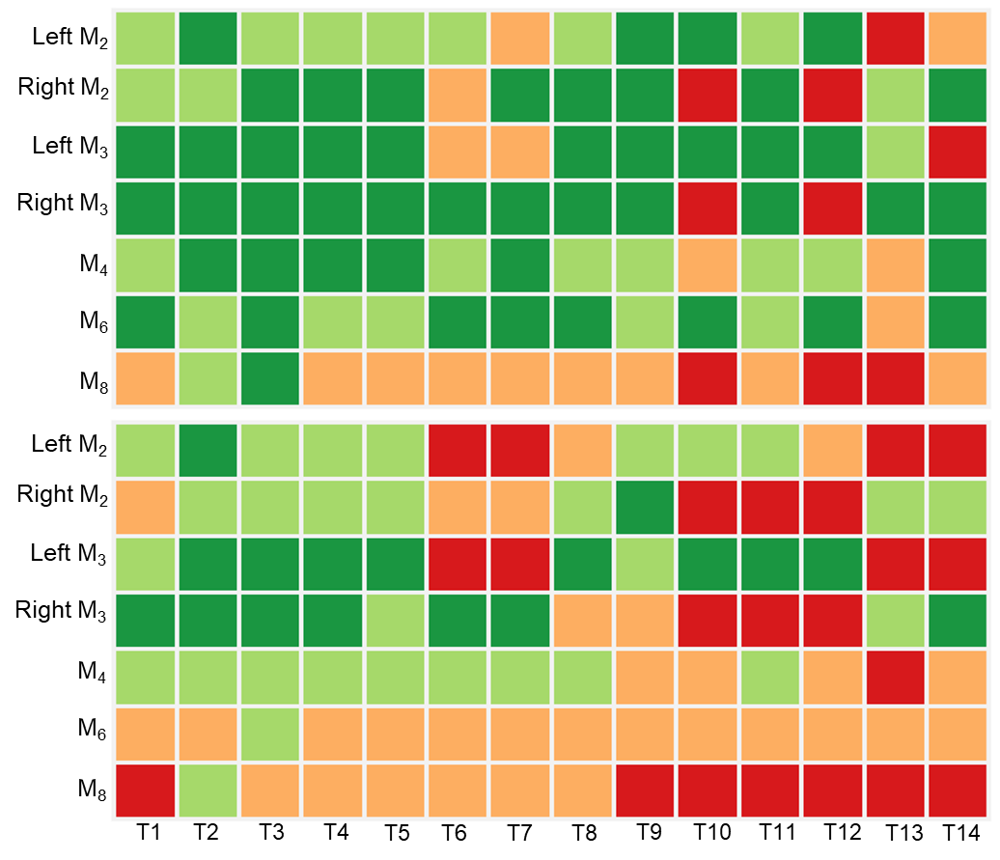 Left M₂
Right M₂
Left M₃
Right M₃
M₄
M₆
M₈
Left M₂
Right M₂
Left M₃
Right M₃
M₄
M₆
M₈
T1 T2 T3 T4 T5 T6 T7 T8 T9 T10 T11 T12 T13 T14